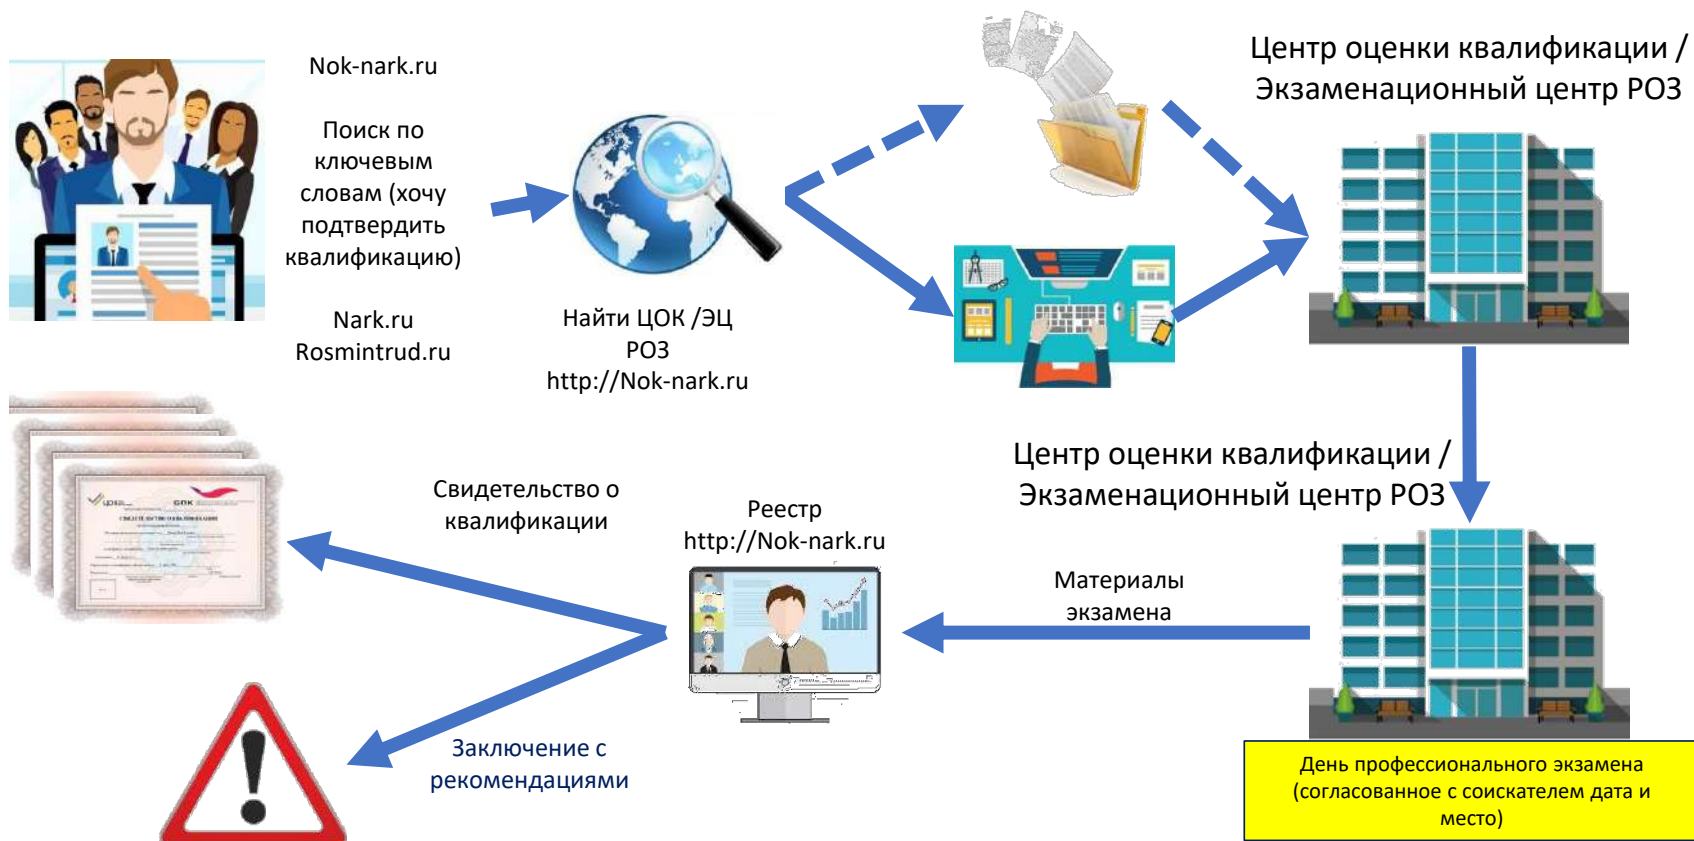 Nok-nark.ru
Поиск по
ключевым
словам (хочу
подтвердить
квалификацию)
Nark.ru
Rosmintrud.ru
Найти ЦОК /ЭЦ
РОЗ
http://Nok-nark.ru
Центр оценки квалификации /
Экзаменационный центр РОЗ
Центр оценки квалификации /
Экзаменационный центр РОЗ
День профессионального экзамена
(согласованное с соискателем дата и
место)
Материалы
экзамена
Реестр
http://Nok-nark.ru
Свидетельство о
квалификации
СВИДЕТЕЛЬСТВО О КВАЛИФИКАЦИИ
Заключение с
рекомендациями